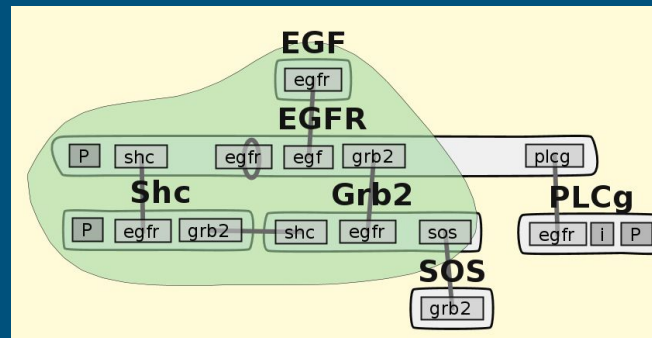 EGF
egfr
EGFR
P shc egfr egf grb2 plcg
Shc Grb2 PLCg
P egfr grb2 shc egfr sos egfr i P
SOS
grb2